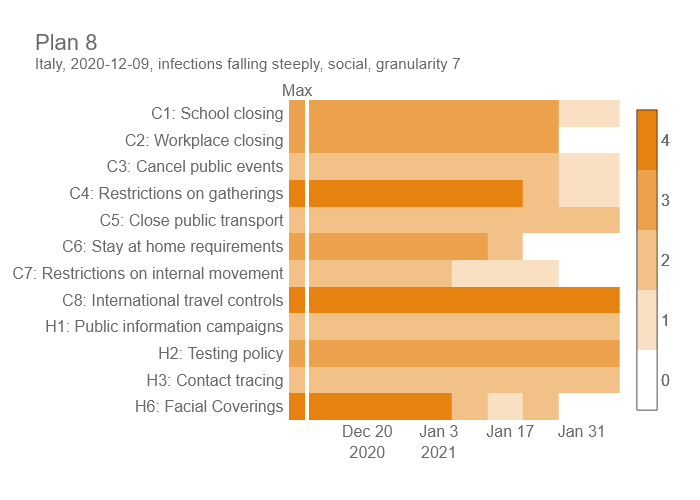 Plan 8
Italy, 2020-12-09, infections falling steeply, social, granularity 7
Max
C1: School closing
C2: Workplace closing
C3: Cancel public events
C4: Restrictions on gatherings
C5: Close public transport
C6: Stay at home requirements
C7: Restrictions on internal movement
C8: International travel controls
H1: Public information campaigns
H2: Testing policy
H3: Contact tracing
H6: Facial Coverings
Dec 20 Jan 3 Jan 17 Jan 31
2020 2021
4
3
2
1
0